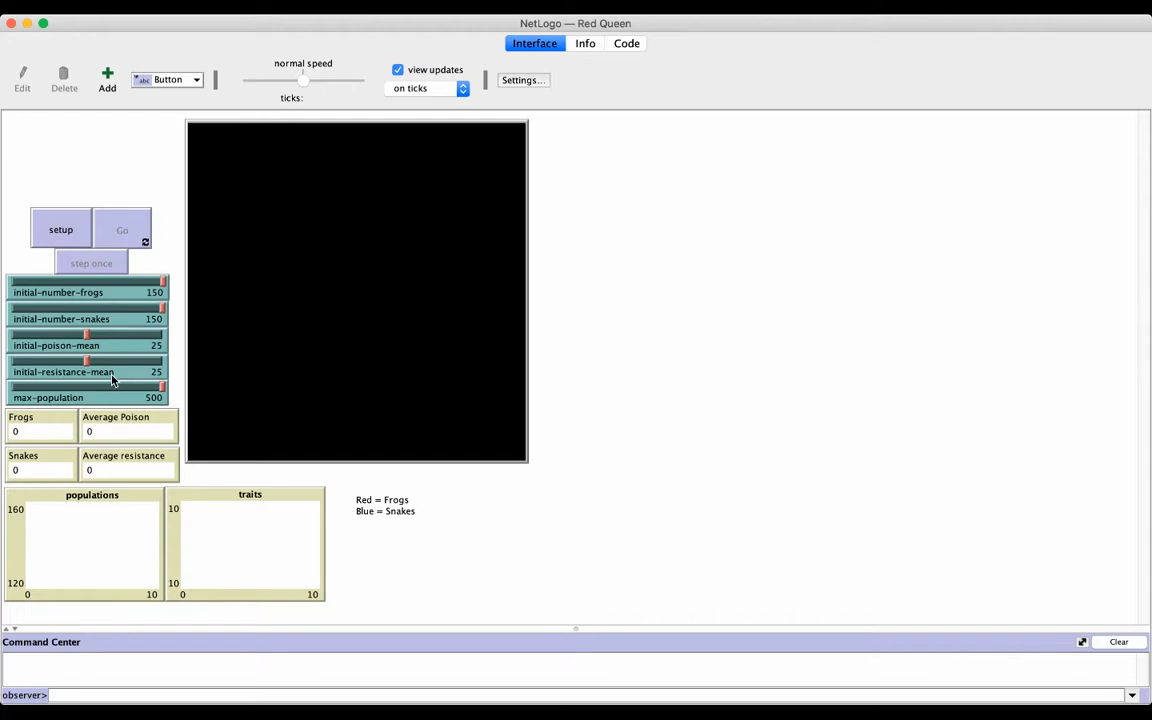 NetLogo — Red Queen
Interface Info Code
Edit Delete Add abc Button normal speed ticks: view updates on ticks Settings...
setup Go
step once
initial-number-frogs 150
initial-number-snakes 150
initial-poison-mean 25
initial-resistance-mean 25
max-population 500
Frogs Average Poison
0 0
Snakes Average resistance
0 0
populations traits
160 10
120 10
0 10 0 10
Red = Frogs
Blue = Snakes
Command Center Clear
observer>